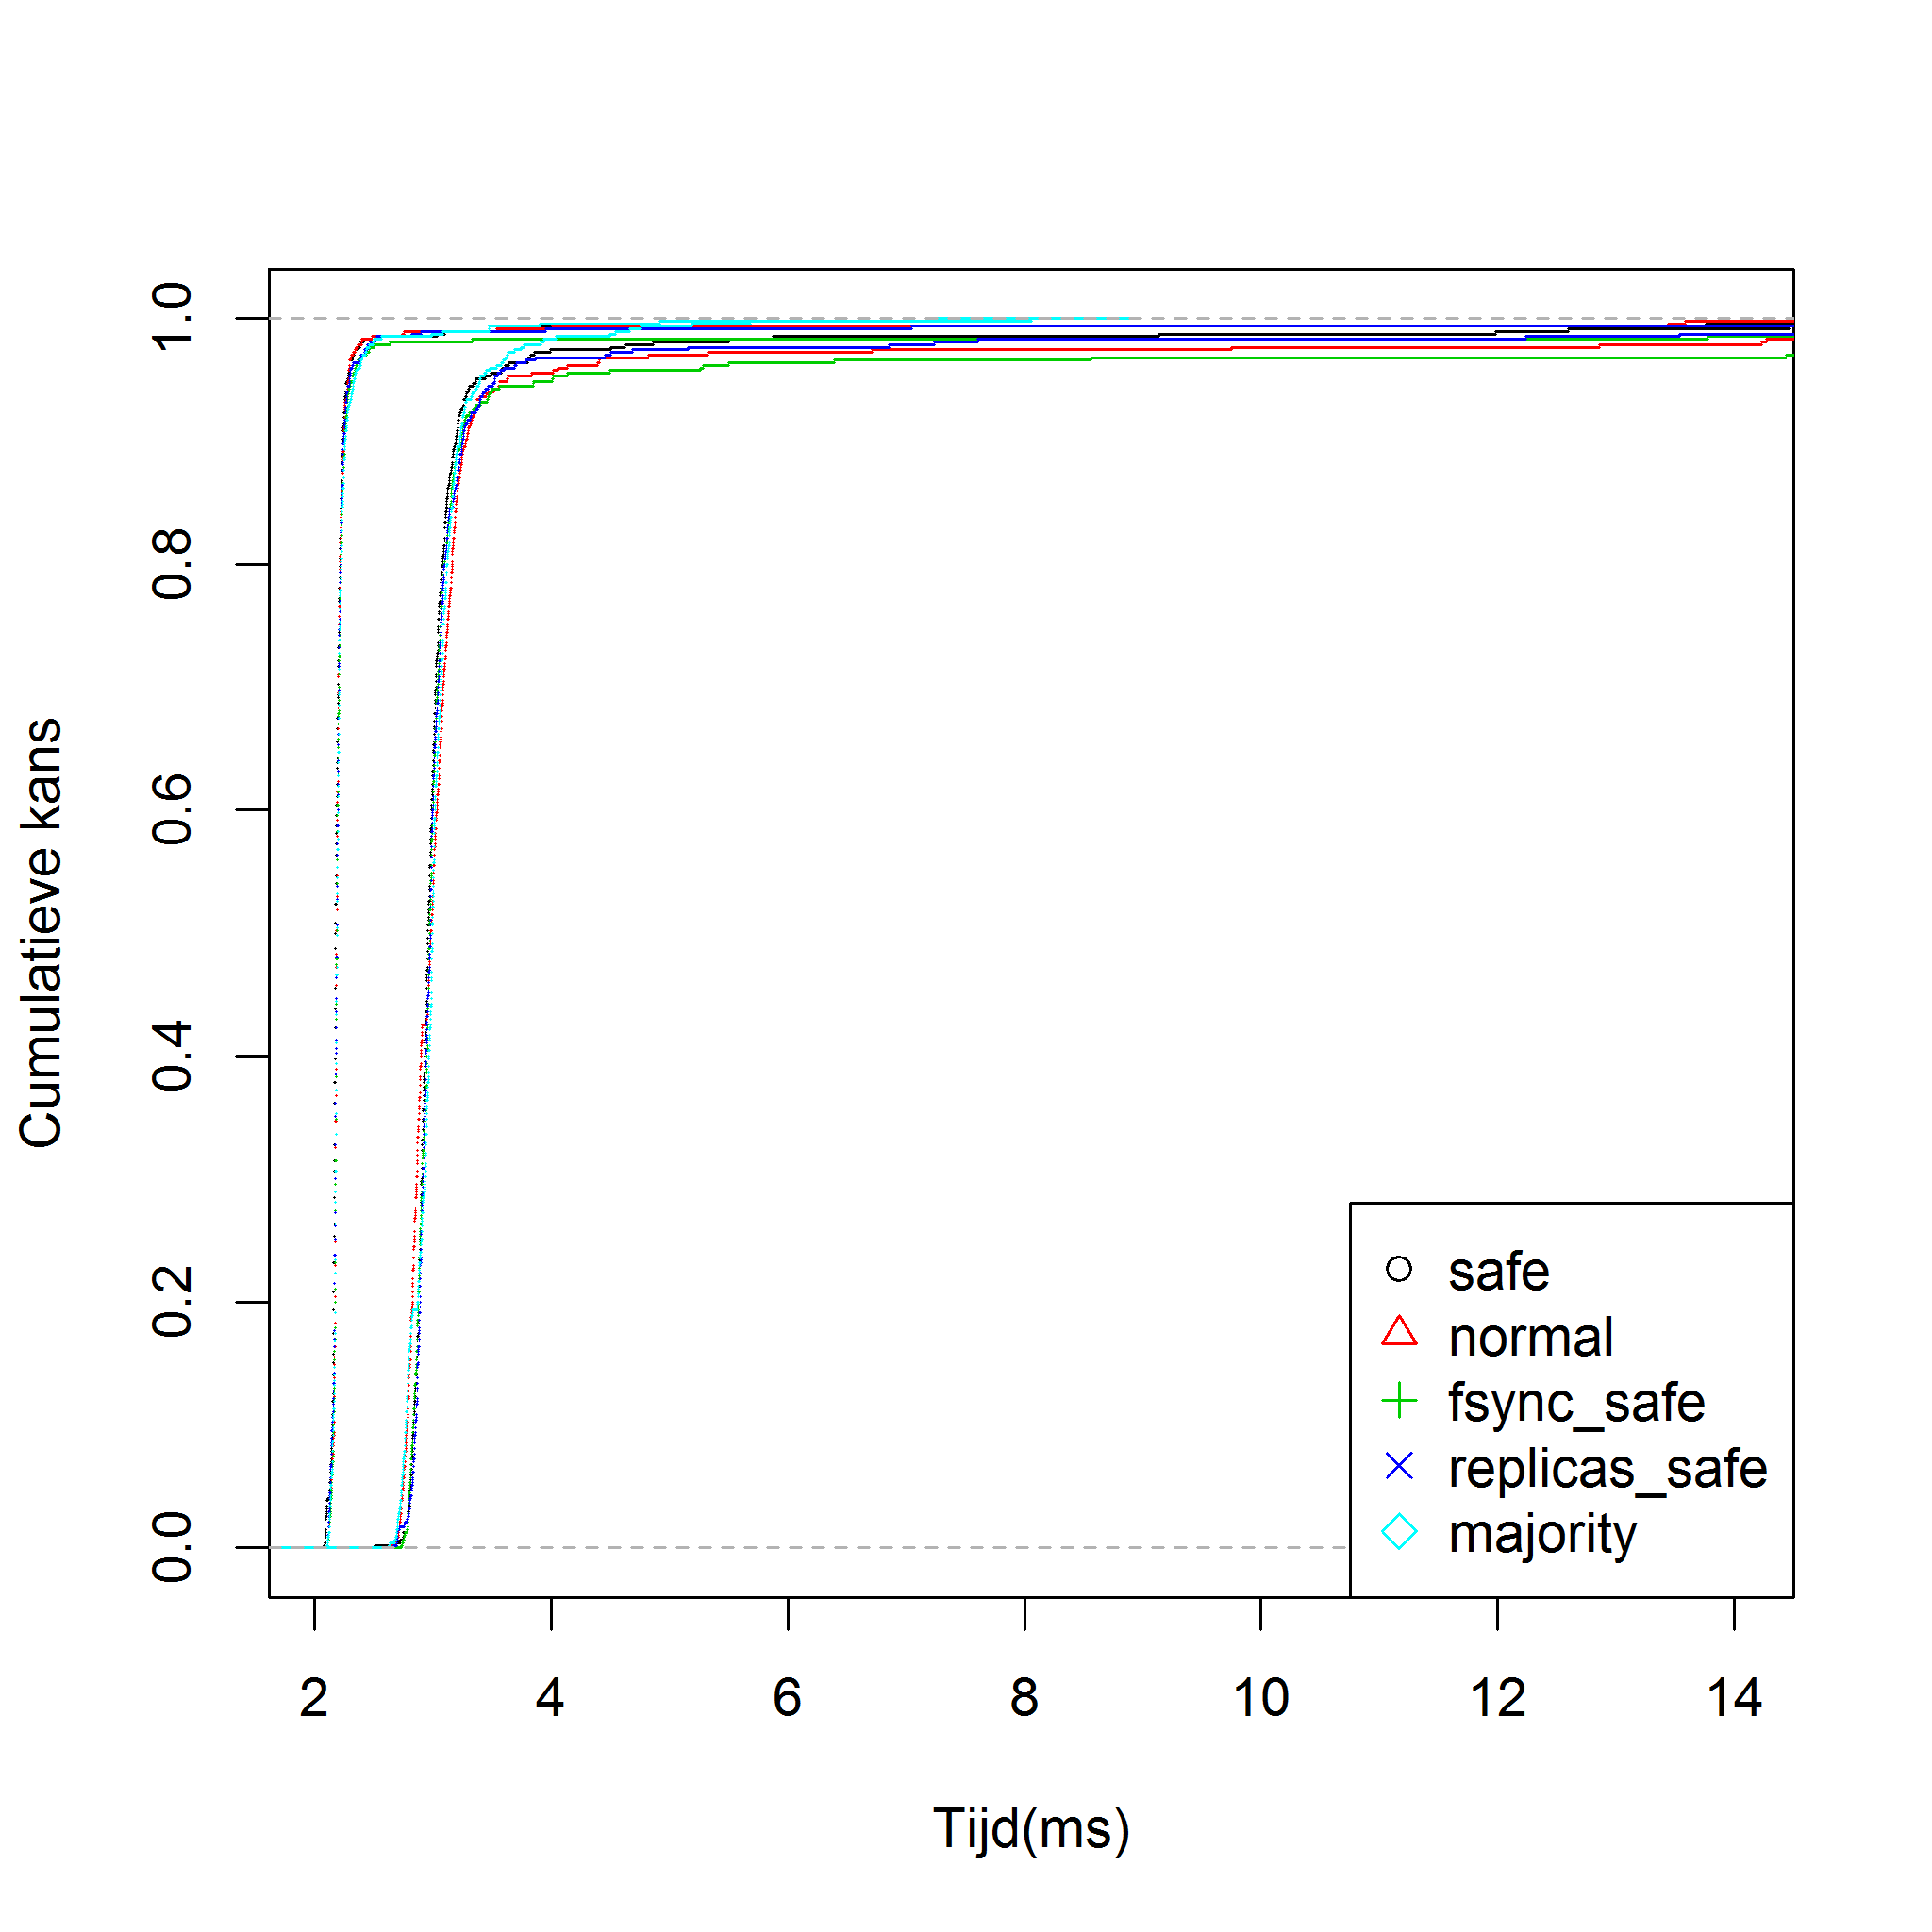 Cumulatieve kans
1.0
0.8
0.6
0.4
0.2
0.0
safe
normal
fsync_safe
replicas_safe
majority
2 4 6 8 10 12 14
Tijd(ms)